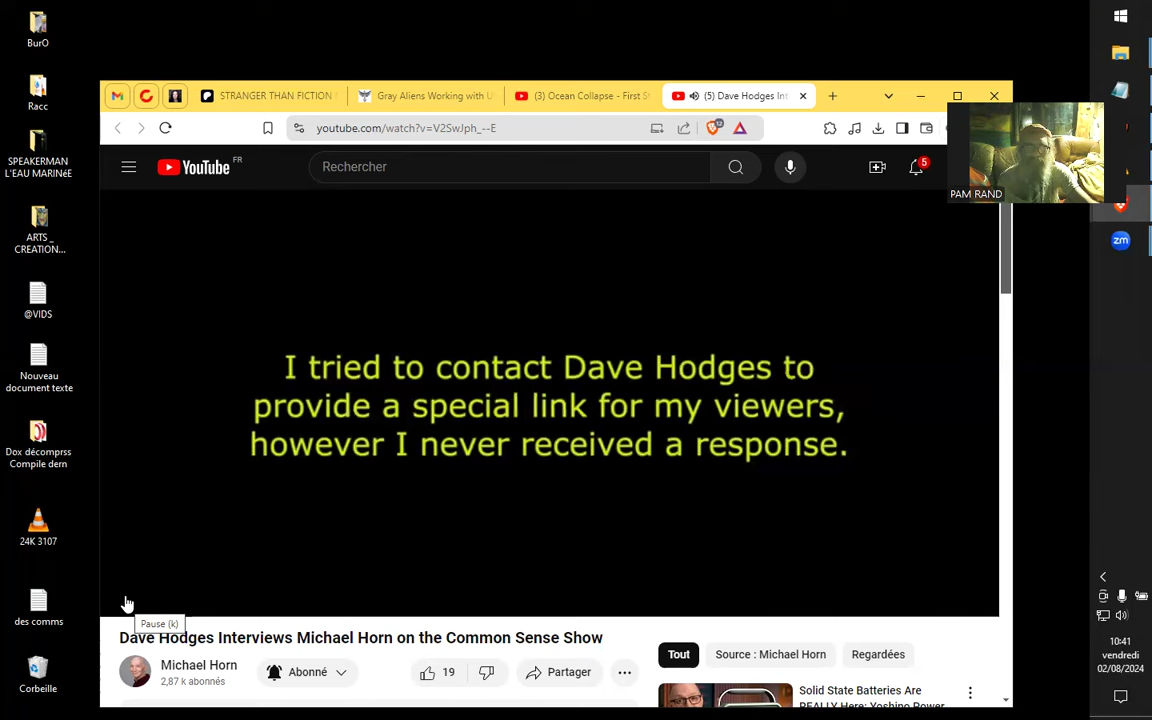 BurO
Racc
SPEAKERMAN
L'EAU MARINéE
ARTS _
CREATION...
@VIDS
Nouveau
document texte
Dox décomprss
Compile dern
24K 3107
des comms
Corbeille
STRANGER THAN FICTION
Gray Aliens Working with U
(3) Ocean Collapse - First S
(5) Dave Hodges Int
youtube.com/watch?v=V2SwJph_--E
12
YouTube FR
Rechercher
5
PAM RAND
zm
I tried to contact Dave Hodges to
provide a special link for my viewers,
however I never received a response.
Pause (k)
Dave Hodges Interviews Michael Horn on the Common Sense Show
Michael Horn
2,87 k abonnés
Abonné
19
Partager
Tout
Source : Michael Horn
Regardées
Solid State Batteries Are
REALLY Here: Yoshino Power
10:41
vendredi
02/08/2024